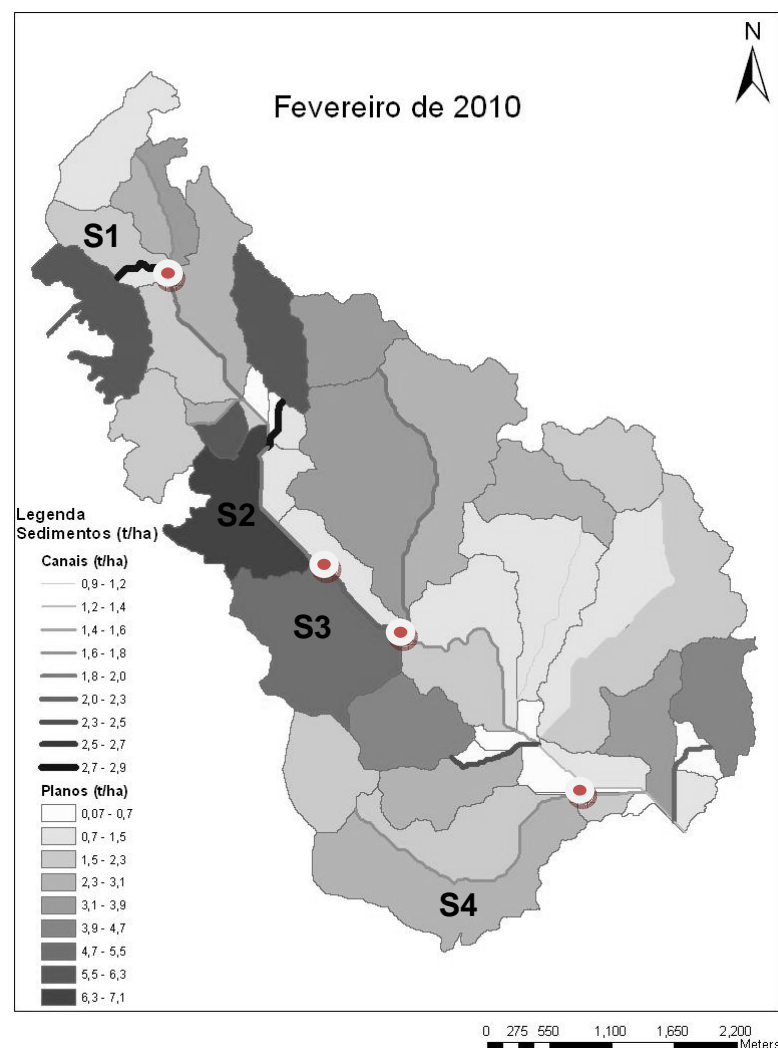 N
Fevereiro de 2010
S1
S2
S3
S4
Legenda
Sedimentos (t/ha)
Canais (t/ha)
0,9 - 1,2
1,2 - 1,4
1,4 - 1,6
1,6 - 1,8
1,8 - 2,0
2,0 - 2,3
2,3 - 2,5
2,5 - 2,7
2,7 - 2,9
Planos (t/ha)
0,07 - 0,7
0,7 - 1,5
1,5 - 2,3
2,3 - 3,1
3,1 - 3,9
3,9 - 4,7
4,7 - 5,5
5,5 - 6,3
6,3 - 7,1
0 275 550 1,100 1,650 2,200
Meters